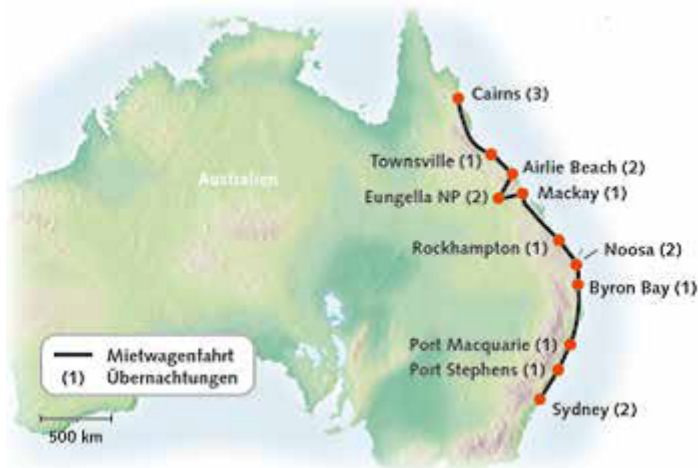 Cairns (3)
Townsville (1)
Airlie Beach (2)
Australien
Eungella NP (2)
Mackay (1)
Rockhampton (1)
Noosa (2)
Byron Bay (1)
Port Macquarie (1)
Mietwagenfahrt
Port Stephens (1)
(1) Übernachtungen
Sydney (2)
500 km